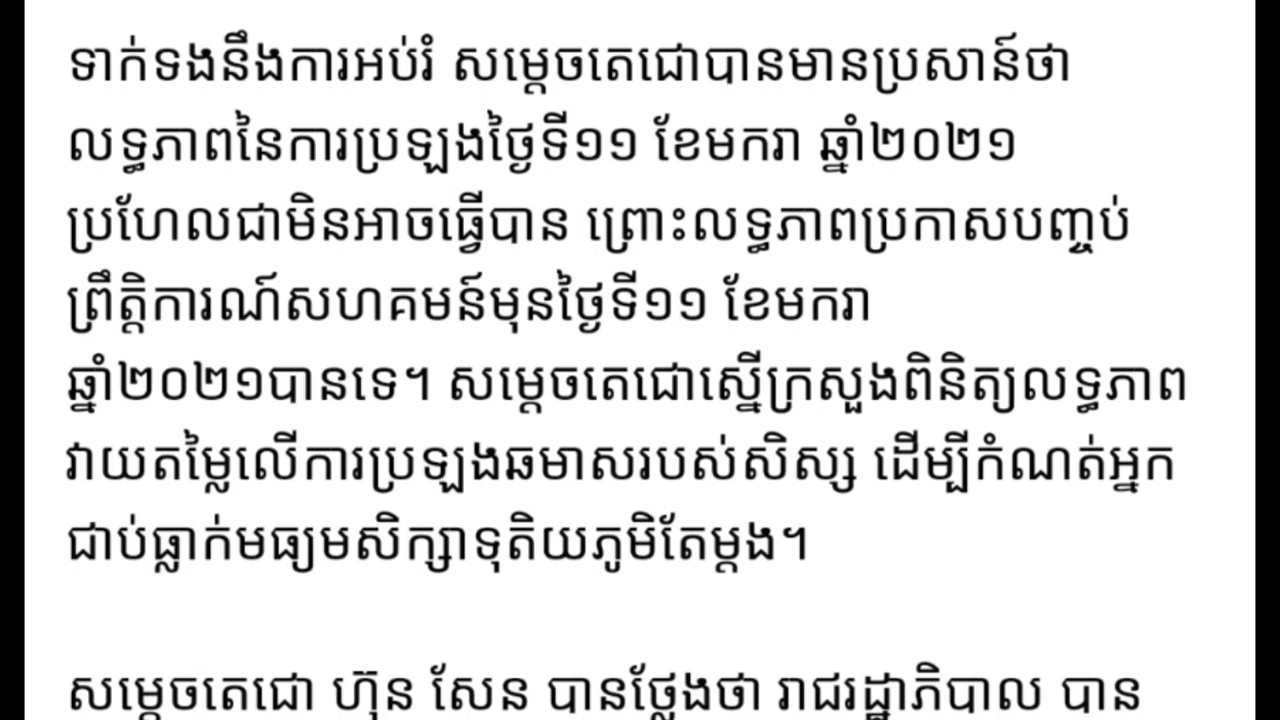 ទាក់ទងនឹងការអប់រំ សម្តេចតេជោបានមានប្រសាន៍ថា
លទ្ធភាពនៃការប្រឡងថ្ងៃទី១១ ខែមករា ឆ្នាំ២០២១
ប្រហែលជាមិនអាចធ្វើបាន ព្រោះលទ្ធភាពប្រកាសបញ្ចប់
ព្រឹត្តិការណ៍សហគមន៍មុនថ្ងៃទី១១ ខែមករា
ឆ្នាំ២០២១បានទេ។ សម្តេចតេជោស្នើក្រសួងពិនិត្យលទ្ធភាព
វាយតម្លៃលើការប្រឡងឆមាសរបស់សិស្ស ដើម្បីកំណត់អ្នក
ជាប់ធ្លាក់មធ្យមសិក្សាទុតិយភូមិតែម្តង។
សម្តេចតេជោ ហ៊ុន សែន បានថ្លែងថា រាជរដ្ឋាភិបាល បាន